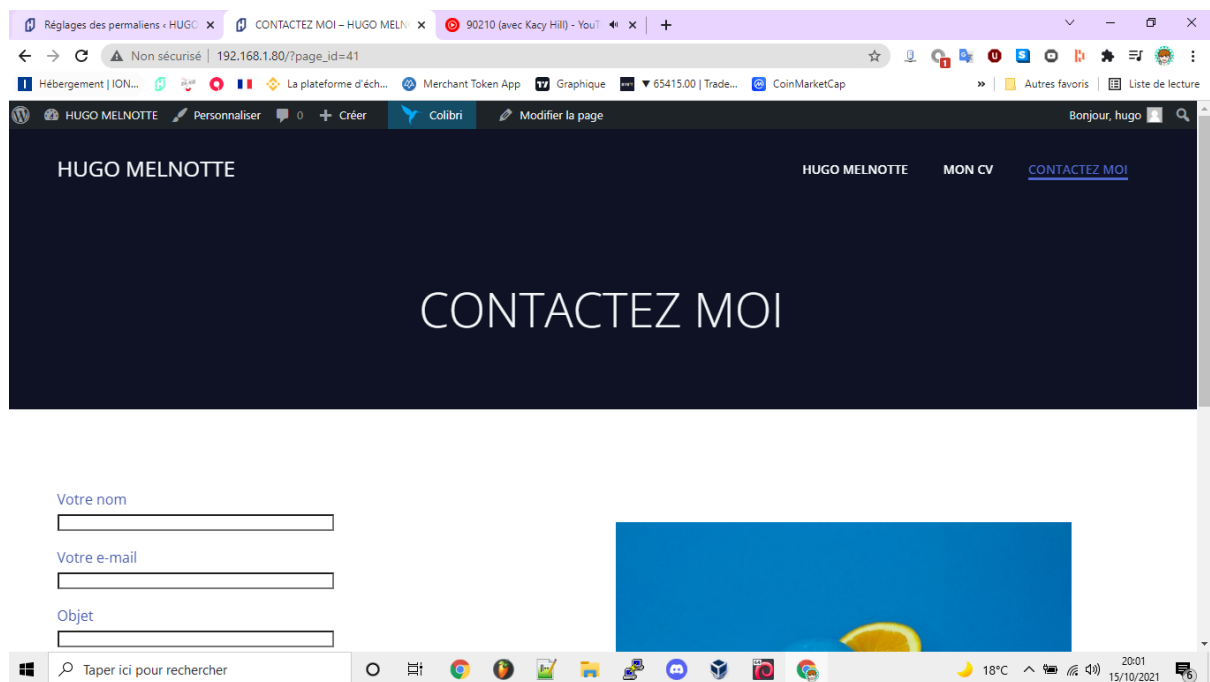 Réglages des permaliens ‹ HUGO
CONTACTEZ MOI – HUGO MELN
90210 (avec Kacy Hill) - YouT
Non sécurisé | 192.168.1.80/?page_id=41
Hébergement | ION...
La plateforme d'éch...
Merchant Token App
Graphique
▼ 65415.00 | Trade...
CoinMarketCap
»
Autres favoris
Liste de lecture
HUGO MELNOTTE
Personnaliser
0
+ Créer
Colibri
Modifier la page
Bonjour, hugo
HUGO MELNOTTE
HUGO MELNOTTE
MON CV
CONTACTEZ MOI
CONTACTEZ MOI
Votre nom
Votre e-mail
Objet
Taper ici pour rechercher
18°C
20:01
15/10/2021
6